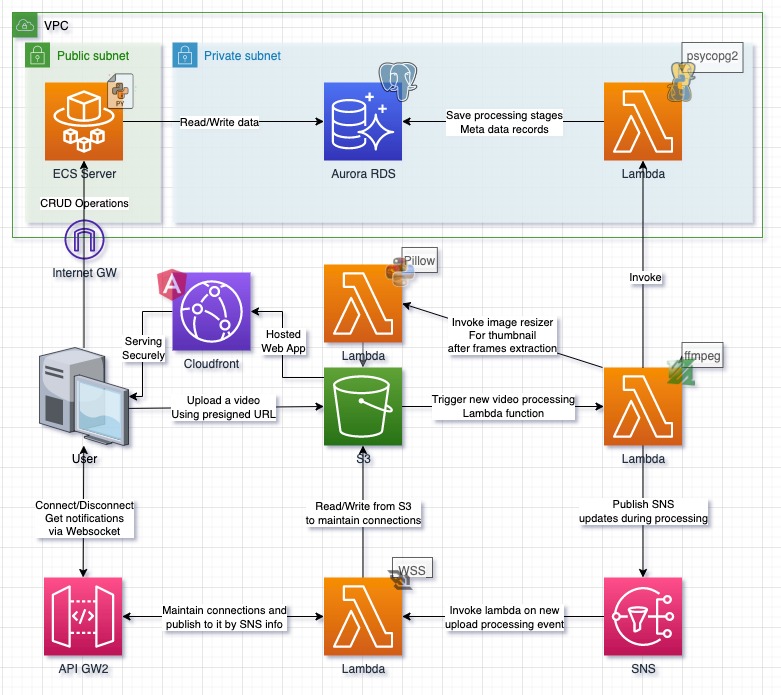 VPC
Public subnet
Private subnet
psycopg2
PY
Read/Write data
Save processing stages
Meta data records
ECS Server
Aurora RDS
Lambda
CRUD Operations
Internet GW
Pillow
Invoke
Serving
Securely
Hosted
Web App
Invoke image resizer
For thumbnail
after frames extraction
Cloudfront
Lambda
ffmpeg
Upload a video
Using presigned URL
Trigger new video processing
Lambda function
User
S3
Lambda
Connect/Disconnect
Get notifications
via Websocket
Read/Write from S3
to maintain connections
Publish SNS
updates during processing
WSS
Maintain connections and
publish to it by SNS info
Invoke lambda on new
upload processing event
API GW2
Lambda
SNS